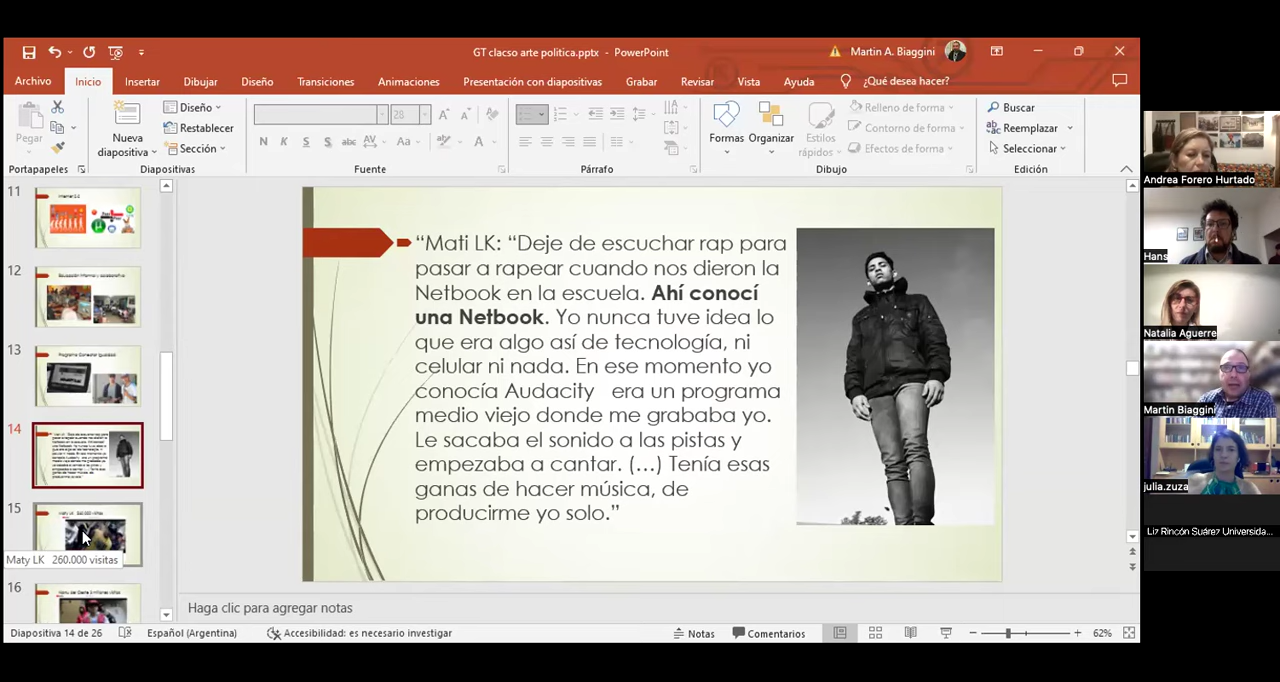 GT clacso arte politica.pptx - PowerPoint
Martin A. Biaggini
Archivo
Inicio
Insertar
Dibujar
Diseño
Transiciones
Animaciones
Presentación con diapositivas
Grabar
Revisar
Vista
Ayuda
¿Qué desea hacer?
Pegar
Nueva
diapositiva
Diseño
Restablecer
Sección
28
N K S S abc AV Aa A
Formas
Organizar
Estilos
rápidos
Relleno de forma
Contorno de forma
Efectos de forma
Buscar
Reemplazar
Seleccionar
Portapapeles
Diapositivas
Fuente
Párrafo
Dibujo
Edición
11
12
13
Programa Conectar Igualdad
14
15
Maty LK 260.000 visitas
16
“Mati LK: “Deje de escuchar rap para
pasar a rapear cuando nos dieron la
Netbook en la escuela. Ahí conocí
una Netbook. Yo nunca tuve idea lo
que era algo así de tecnología, ni
celular ni nada. En ese momento yo
conocía Audacity era un programa
medio viejo donde me grababa yo.
Le sacaba el sonido a las pistas y
empezaba a cantar. (…) Tenía esas
ganas de hacer música, de
producirme yo solo.”
Haga clic para agregar notas
Diapositiva 14 de 26
Español (Argentina)
Accesibilidad: es necesario investigar
Notas
Comentarios
62%
Andrea Forero Hurtado
Hans
Natalia Aguerre
Martin Biaggini
julia.zuza
Liz Rincón Suárez Universida...